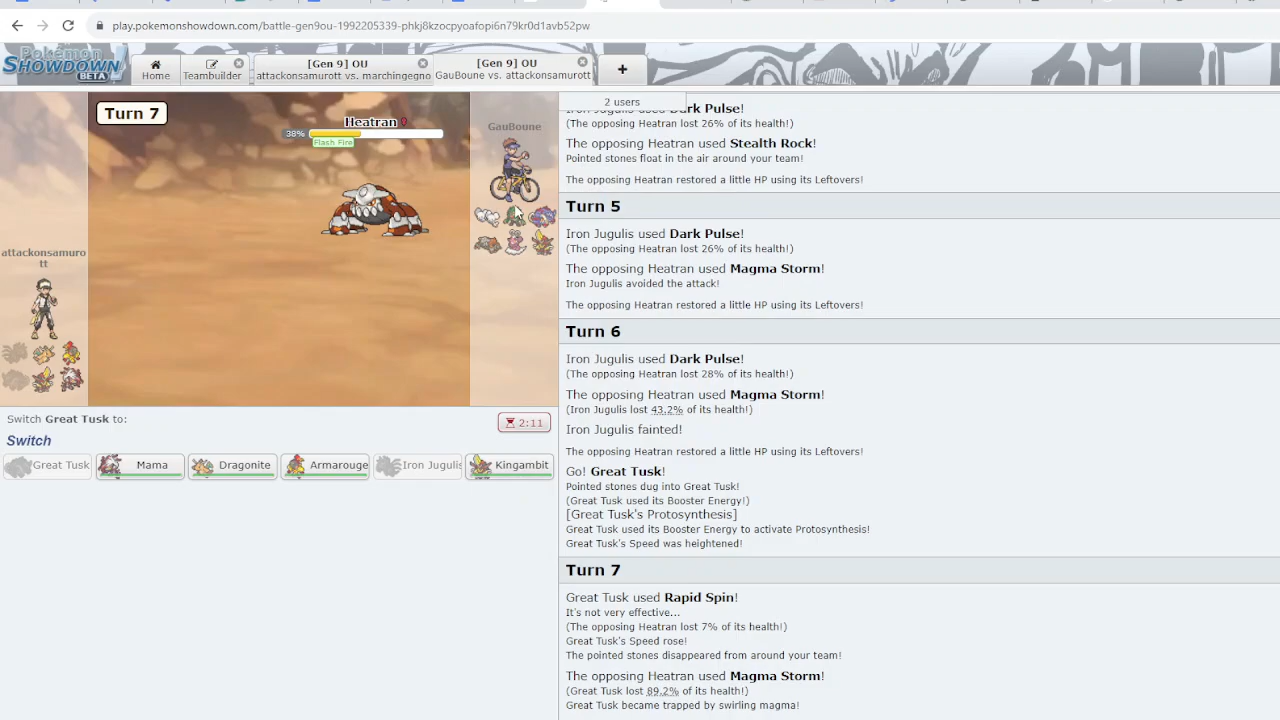 play.pokemonshowdown.com/battle-gen9ou-1992205339-phkj8kzocpyoafopi6n79kr0d1avb52pw
Pokémon
SHOWDOWN
BETA
Home
Teambuilder
[Gen 9] OU
attackonsamurott vs. marchingegno
[Gen 9] OU
GauBoune vs. attackonsamurott
+
Turn 7
Heatran
38%
Flash Fire
GauBoune
attackonsamuro
tt
Switch Great Tusk to:
2:11
Switch
Great Tusk
Mama
Dragonite
Armarouge
Iron Jugulis
Kingambit
2 users
Iron Jugulis used Dark Pulse!
(The opposing Heatran lost 26% of its health!)
The opposing Heatran used Stealth Rock!
Pointed stones float in the air around your team!
The opposing Heatran restored a little HP using its Leftovers!
Turn 5
Iron Jugulis used Dark Pulse!
(The opposing Heatran lost 26% of its health!)
The opposing Heatran used Magma Storm!
Iron Jugulis avoided the attack!
The opposing Heatran restored a little HP using its Leftovers!
Turn 6
Iron Jugulis used Dark Pulse!
(The opposing Heatran lost 28% of its health!)
The opposing Heatran used Magma Storm!
(Iron Jugulis lost 43.2% of its health!)
Iron Jugulis fainted!
The opposing Heatran restored a little HP using its Leftovers!
Go! Great Tusk!
Pointed stones dug into Great Tusk!
(Great Tusk used its Booster Energy!)
[Great Tusk's Protosynthesis]
Great Tusk used its Booster Energy to activate Protosynthesis!
Great Tusk's Speed was heightened!
Turn 7
Great Tusk used Rapid Spin!
It's not very effective...
(The opposing Heatran lost 7% of its health!)
Great Tusk's Speed rose!
The pointed stones disappeared from around your team!
The opposing Heatran used Magma Storm!
(Great Tusk lost 89.2% of its health!)
Great Tusk became trapped by swirling magma!